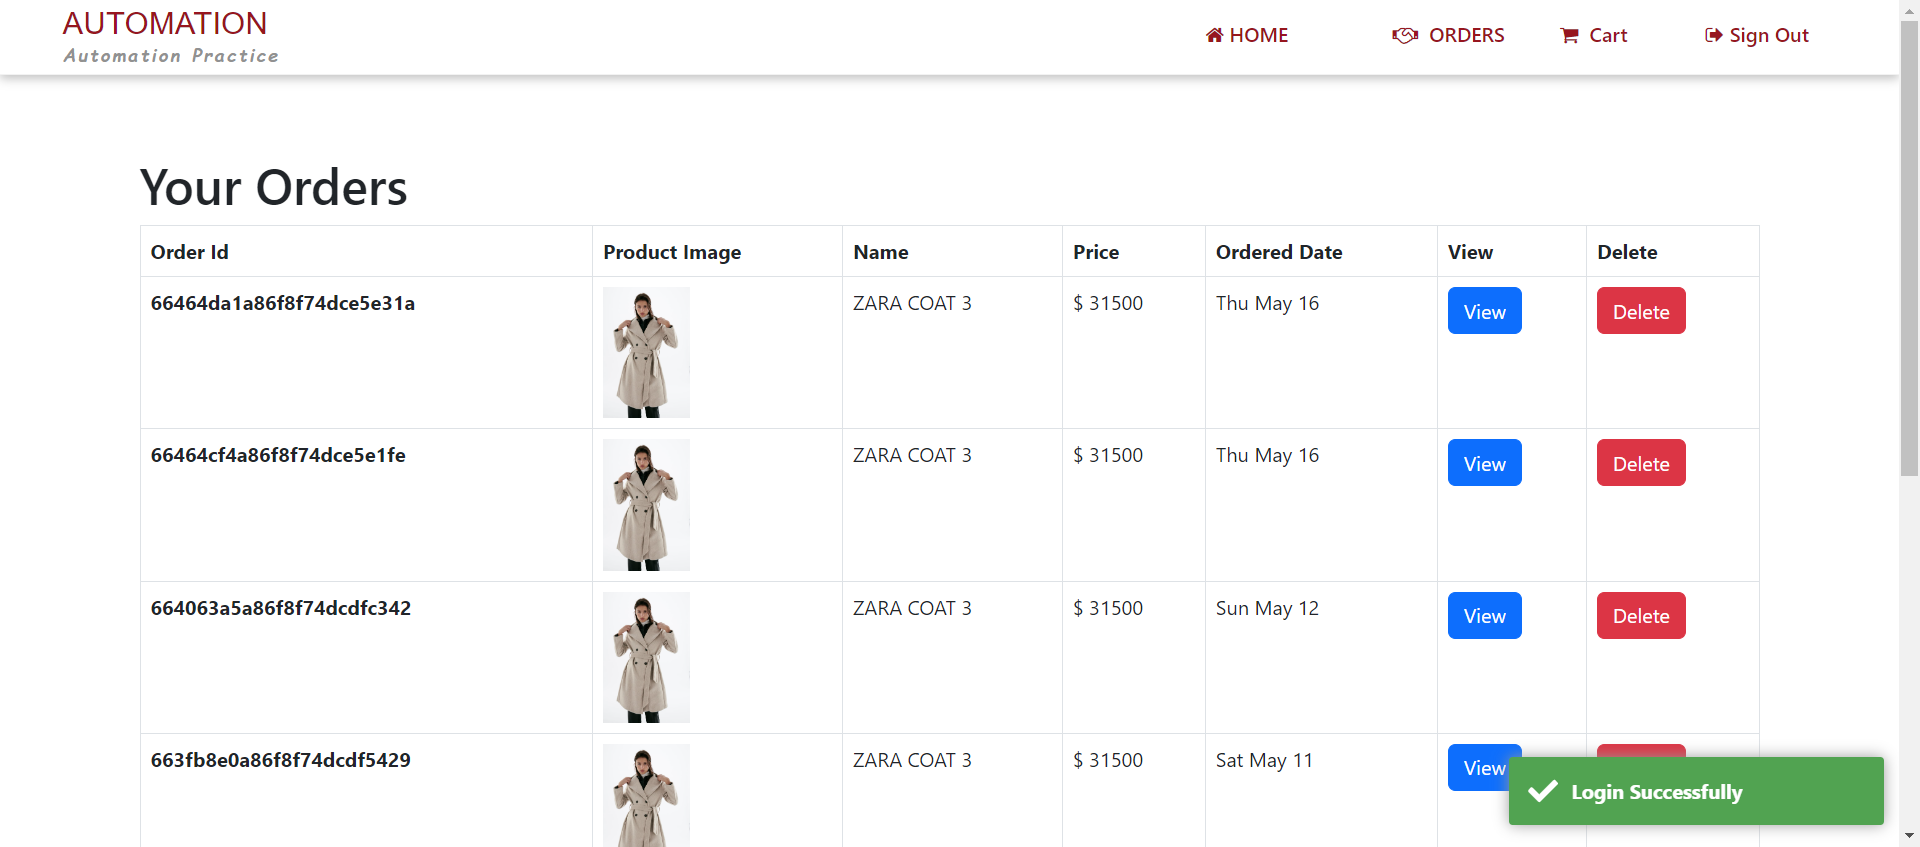 AUTOMATION
Automation Practice
HOME
ORDERS
Cart
Sign Out
Your Orders
Order Id Product Image Name Price Ordered Date View Delete
66464da1a86f8f74dce5e31a ZARA COAT 3 $ 31500 Thu May 16 View Delete
66464cf4a86f8f74dce5e1fe ZARA COAT 3 $ 31500 Thu May 16 View Delete
664063a5a86f8f74dcdfc342 ZARA COAT 3 $ 31500 Sun May 12 View Delete
663fb8e0a86f8f74dcdf5429 ZARA COAT 3 $ 31500 Sat May 11 View
Login Successfully